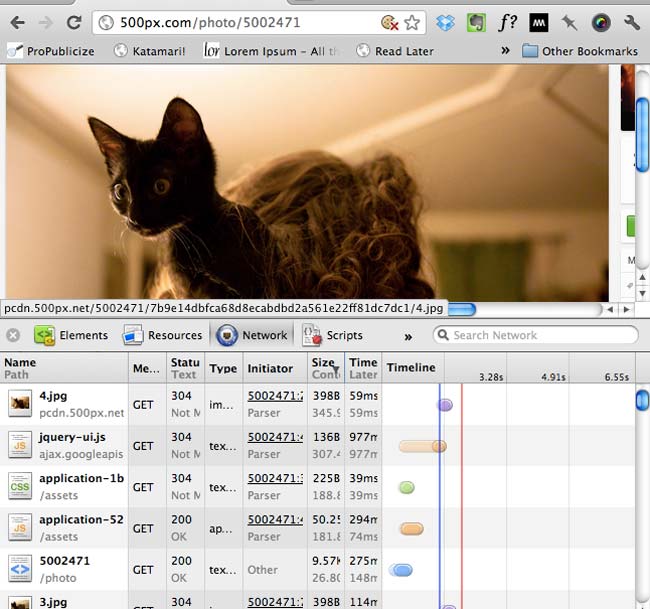 500px.com/photo/5002471
f?
ProPublicize Katamari! lor Lorem Ipsum - All th Read Later » Other Bookmarks
M
pcdn.500px.net/5002471/7b9e14dbfca68d8ecabdbd2a561e22ff81dc7dc1/4.jpg
Elements Resources Network Scripts » Search Network
Name Me... Statu Type Initiator Size Time Timeline
Path Text Cont Later 3.28s 4.91s 6.55s
4.jpg GET 304 im... 5002471:2 398B 59ms
pcdn.500px.net Not M Parser 345.9 59ms
jquery-ui.js GET 304 tex... 5002471:4 136B 977m
JS ajax.googleapis Not M Parser 307.4 977m
application-1b GET 304 tex... 5002471:3 225B 39ms
CSS /assets Not M Parser 188.8 39ms
application-52 GET 200 ap... 5002471:4 50.25 294m
JS /assets OK Parser 181.8 74ms
5002471 GET 200 tex... Other 9.57K 275m
/photo OK 26.80 148m
3.jpg 304 5002471:2 398B 114m